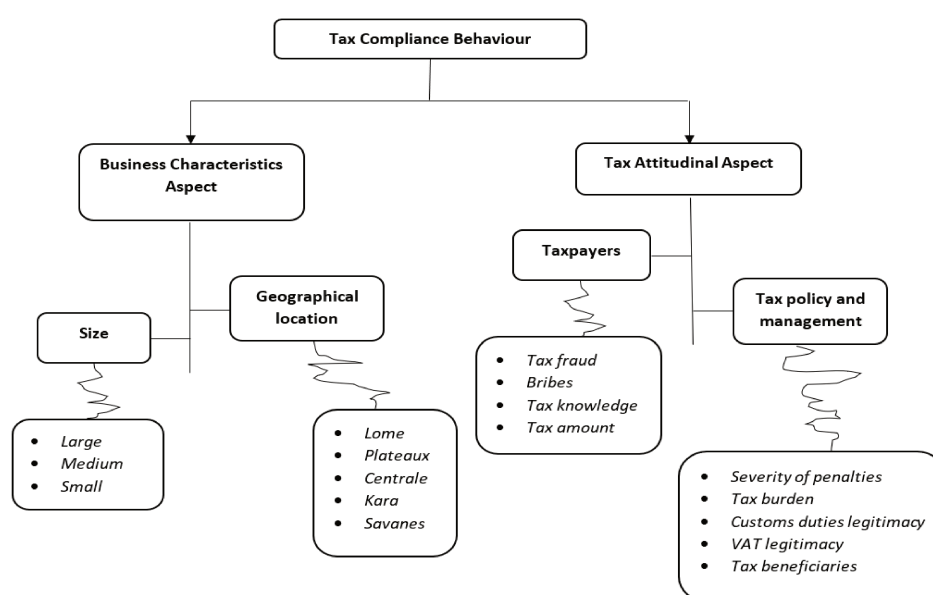 Tax Compliance Behaviour
Business Characteristics
Aspect
Tax Attitudinal Aspect
Taxpayers
Geographical
location
Tax policy and
management
Size
• Tax fraud
• Bribes
• Tax knowledge
• Tax amount
• Large
• Medium
• Small
• Lome
• Plateaux
• Centrale
• Kara
• Savanes
• Severity of penalties
• Tax burden
• Customs duties legitimacy
• VAT legitimacy
• Tax beneficiaries